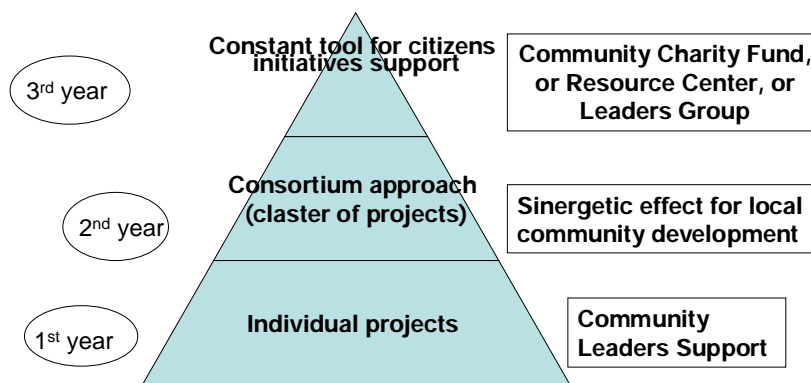 Constant tool for citizens
initiatives support
3rd year
Community Charity Fund,
or Resource Center, or
Leaders Group
Consortium approach
(claster of projects)
2nd year
Sinergetic effect for local
community development
Individual projects
1st year
Community
Leaders Support